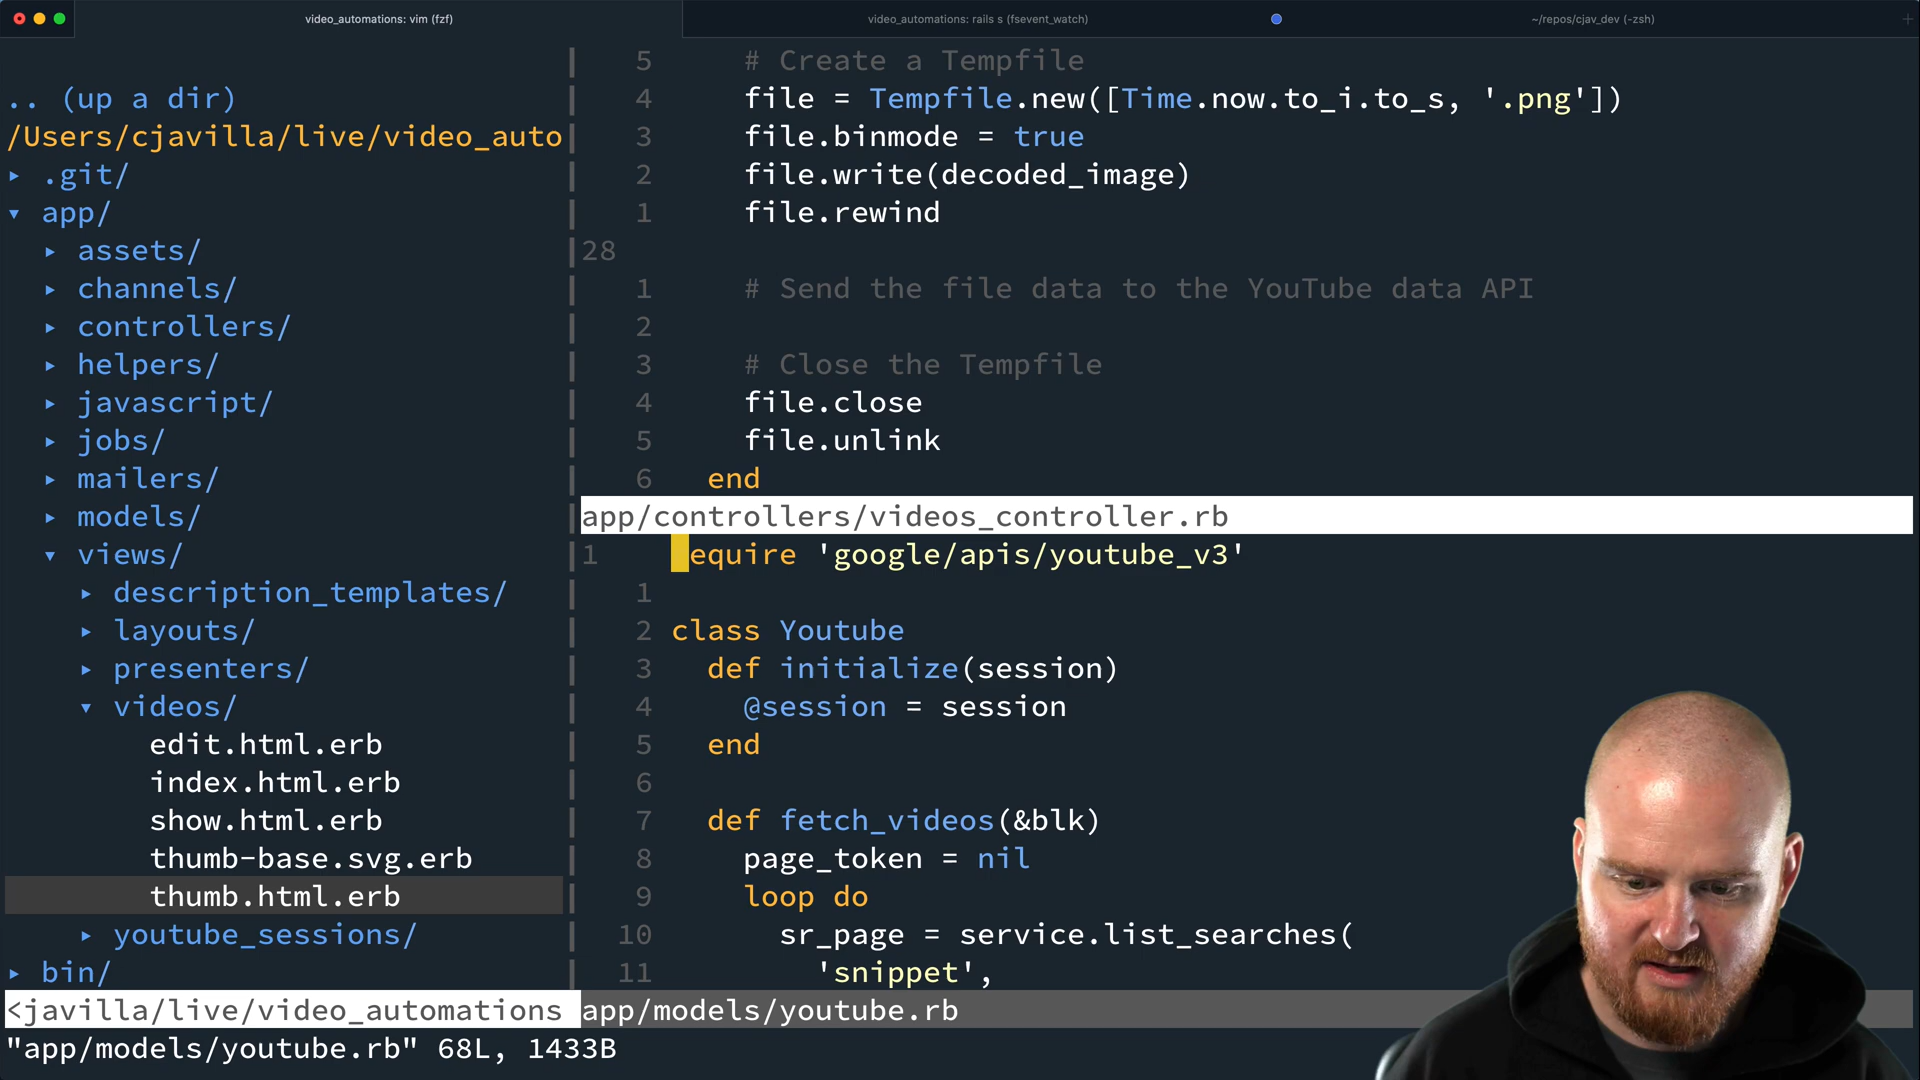 video_automations: vim (fzf)
video_automations: rails s (fsevent_watch)
~/repos/cjav_dev (-zsh)
.. (up a dir)
/Users/cjavilla/live/video_auto
▸ .git/
▾ app/
▸ assets/
▸ channels/
▸ controllers/
▸ helpers/
▸ javascript/
▸ jobs/
▸ mailers/
▸ models/
▾ views/
▸ description_templates/
▸ layouts/
▸ presenters/
▾ videos/
edit.html.erb
index.html.erb
show.html.erb
thumb-base.svg.erb
thumb.html.erb
▸ youtube_sessions/
▸ bin/
<javilla/live/video_automations
5 # Create a Tempfile
4 file = Tempfile.new([Time.now.to_i.to_s, '.png'])
3 file.binmode = true
2 file.write(decoded_image)
1 file.rewind
28
1 # Send the file data to the YouTube data API
2
3 # Close the Tempfile
4 file.close
5 file.unlink
6 end
app/controllers/videos_controller.rb
1 equire 'google/apis/youtube_v3'
1
2 class Youtube
3 def initialize(session)
4 @session = session
5 end
6
7 def fetch_videos(&blk)
8 page_token = nil
9 loop do
10 sr_page = service.list_searches(
11 'snippet',
app/models/youtube.rb
"app/models/youtube.rb" 68L, 1433B